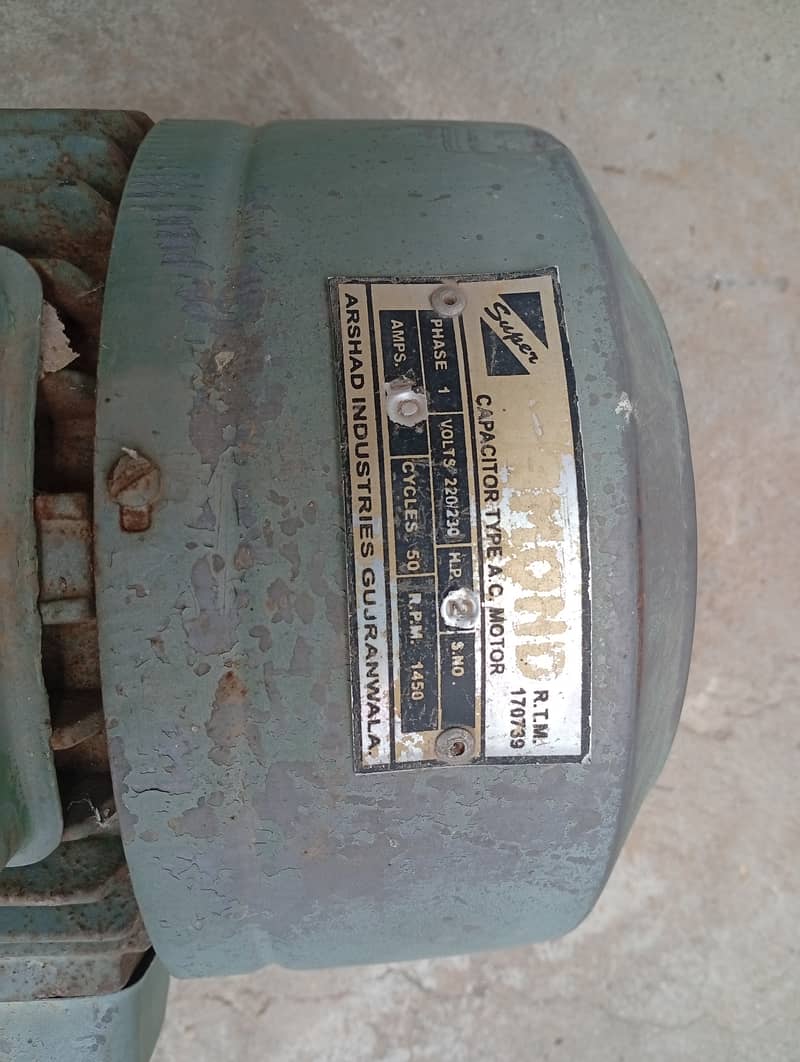 Super
MOND R.T.M.
170739
CAPACITOR TYPE A.C. MOTOR
PHASE 1 VOLTS 220/230 H.P. 2 S.NO.
AMPS. 10 CYCLES 50 R.P.M. 1450
ARSHAD INDUSTRIES GUJRANWALA.